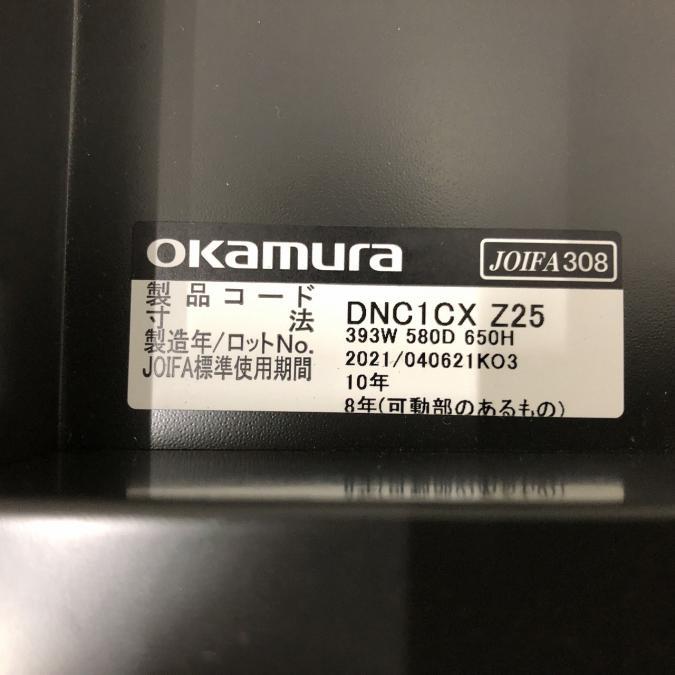 okamura JOIFA308
製品コード DNC1CX Z25
寸法 393W 580D 650H
製造年/ロットNo. 2021/040621KO3
JOIFA標準使用期間 10年
8年(可動部のあるもの)